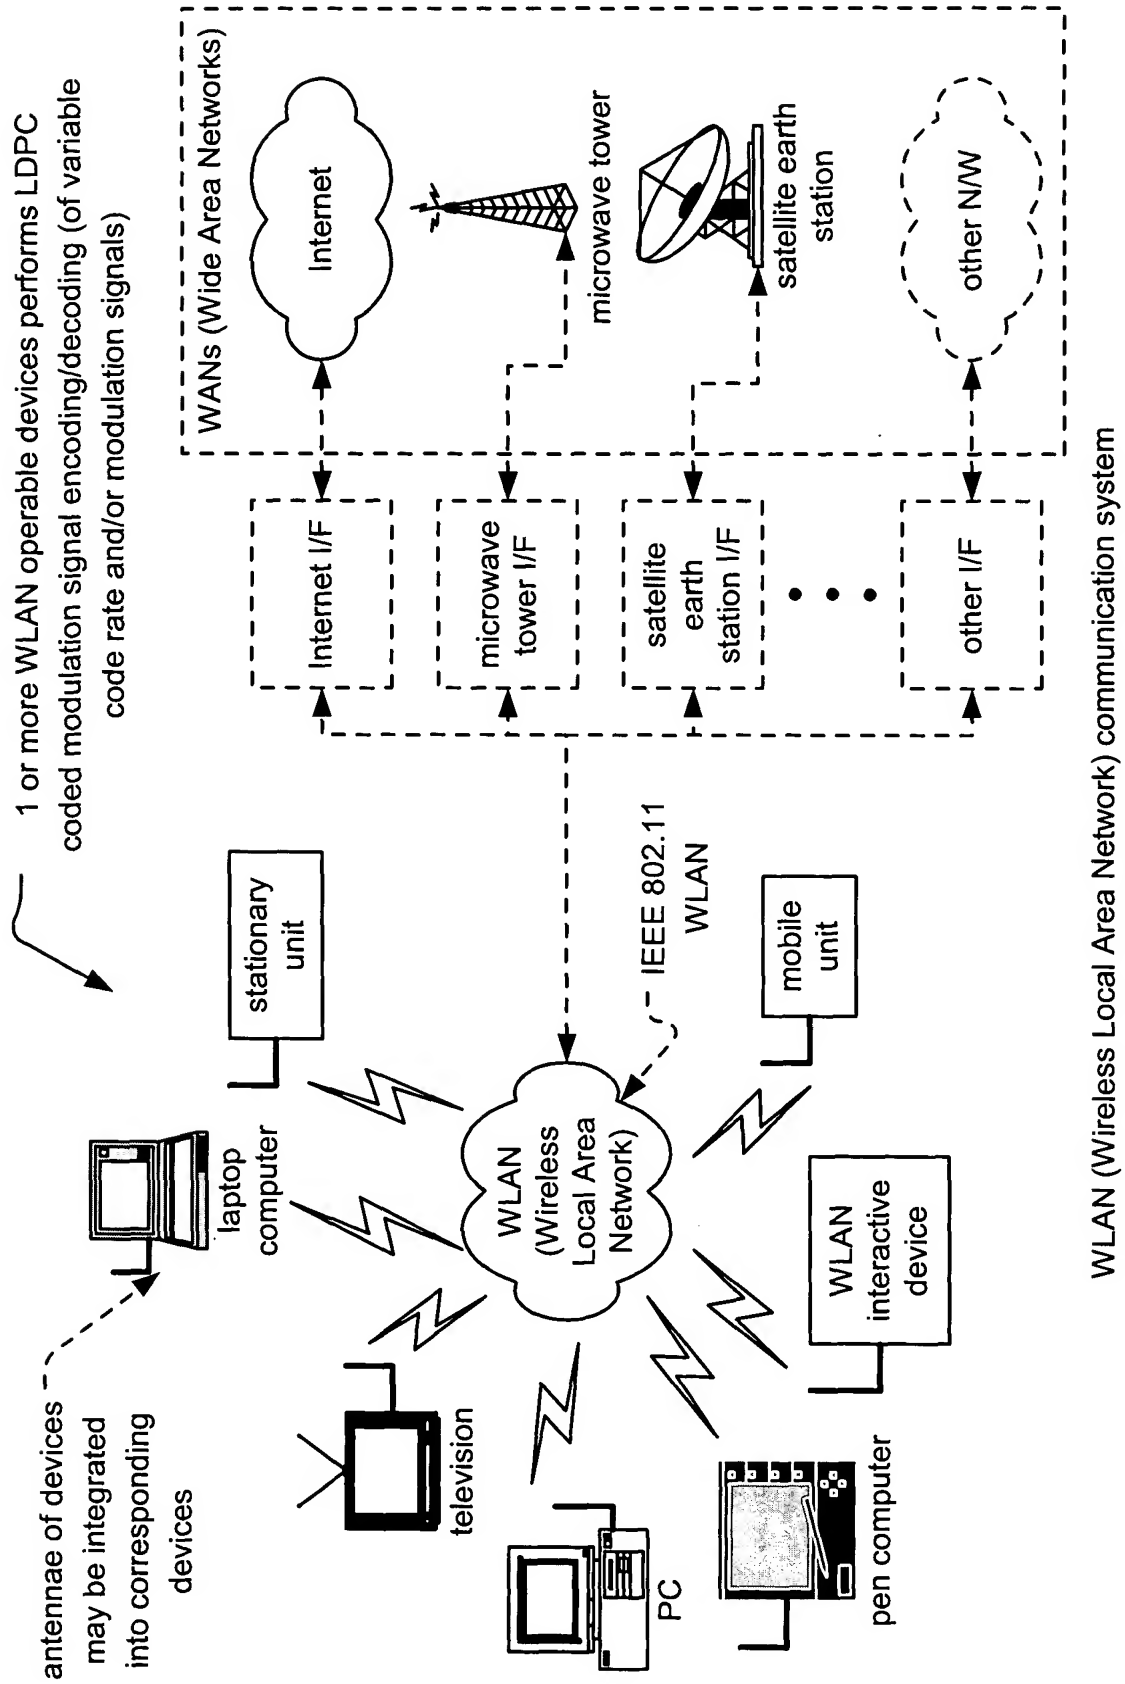 antennae of devices
may be integrated
into corresponding
devices
1 or more WLAN operable devices performs LDPC
coded modulation signal encoding/decoding (of variable
code rate and/or modulation signals)
laptop
computer
stationary
unit
television
PC
pen computer
WLAN
interactive
device
mobile
unit
WLAN
(Wireless
Local Area
Network)
IEEE 802.11
WLAN
Internet I/F
microwave
tower I/F
satellite
earth
station I/F
other I/F
WANs (Wide Area Networks)
Internet
microwave tower
satellite earth
station
other N/W
WLAN (Wireless Local Area Network) communication system